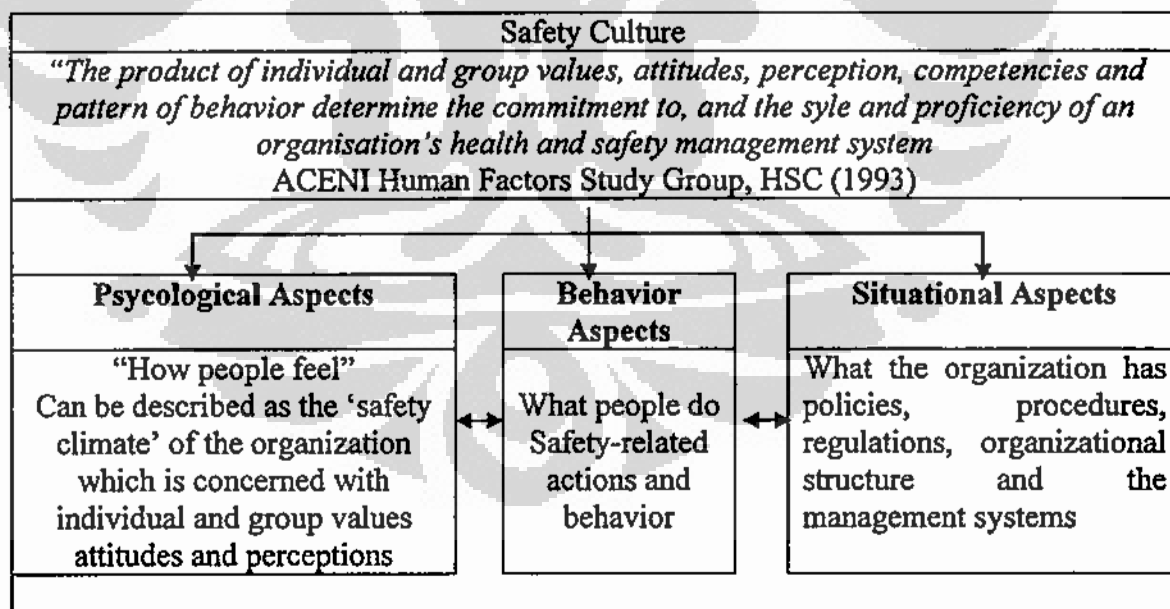 Safety Culture
“The product of individual and group values, attitudes, perception, competencies and
pattern of behavior determine the commitment to, and the syle and proficiency of an
organisation’s health and safety management system
ACENI Human Factors Study Group, HSC (1993)
Psycological Aspects
“How people feel”
Can be described as the ‘safety
climate’ of the organization
which is concerned with
individual and group values
attitudes and perceptions
Behavior
Aspects
What people do
Safety-related
actions and
behavior
Situational Aspects
What the organization has
policies, procedures,
regulations, organizational
structure and the
management systems